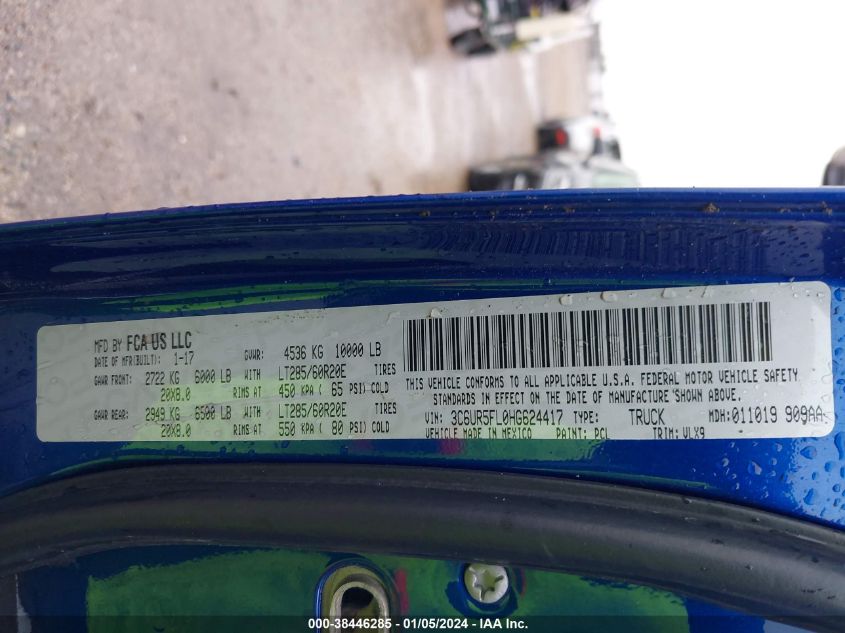 MFD BY FCA US LLC
DATE OF MFR(BUILT): 1-17 GVWR: 4536 KG 10000 LB
GAWR FRONT: 2722 KG 6000 LB WITH LT285/60R20E TIRES
20X8.0 RIMS AT 450 KPA ( 65 PSI) COLD
GAWR REAR: 2949 KG 6500 LB WITH LT285/60R20E TIRES
20X8.0 RIMS AT 550 KPA ( 80 PSI) COLD
THIS VEHICLE CONFORMS TO ALL APPLICABLE U.S.A. FEDERAL MOTOR VEHICLE SAFETY
STANDARDS IN EFFECT ON THE DATE OF MANUFACTURE SHOWN ABOVE.
VIN: 3C6UR5FL0HG624417 TYPE: TRUCK MDH:011019 909AA
VEHICLE MADE IN MEXICO PAINT: PCL TRIM: VLX9
000-38446285 - 01/05/2024 - IAA Inc.